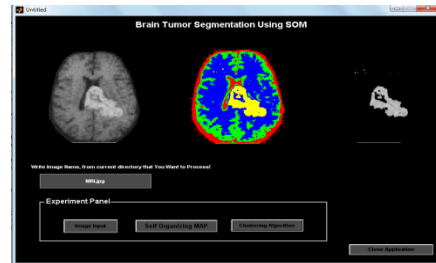 Untitled
Brain Tumor Segmentation Using SOM
Write Image Name, from current directory that You Want to Process!
MRI.jpg
Experiment Panel
Image Input
Self Organizing MAP
Clustering Algorithm
Close Application